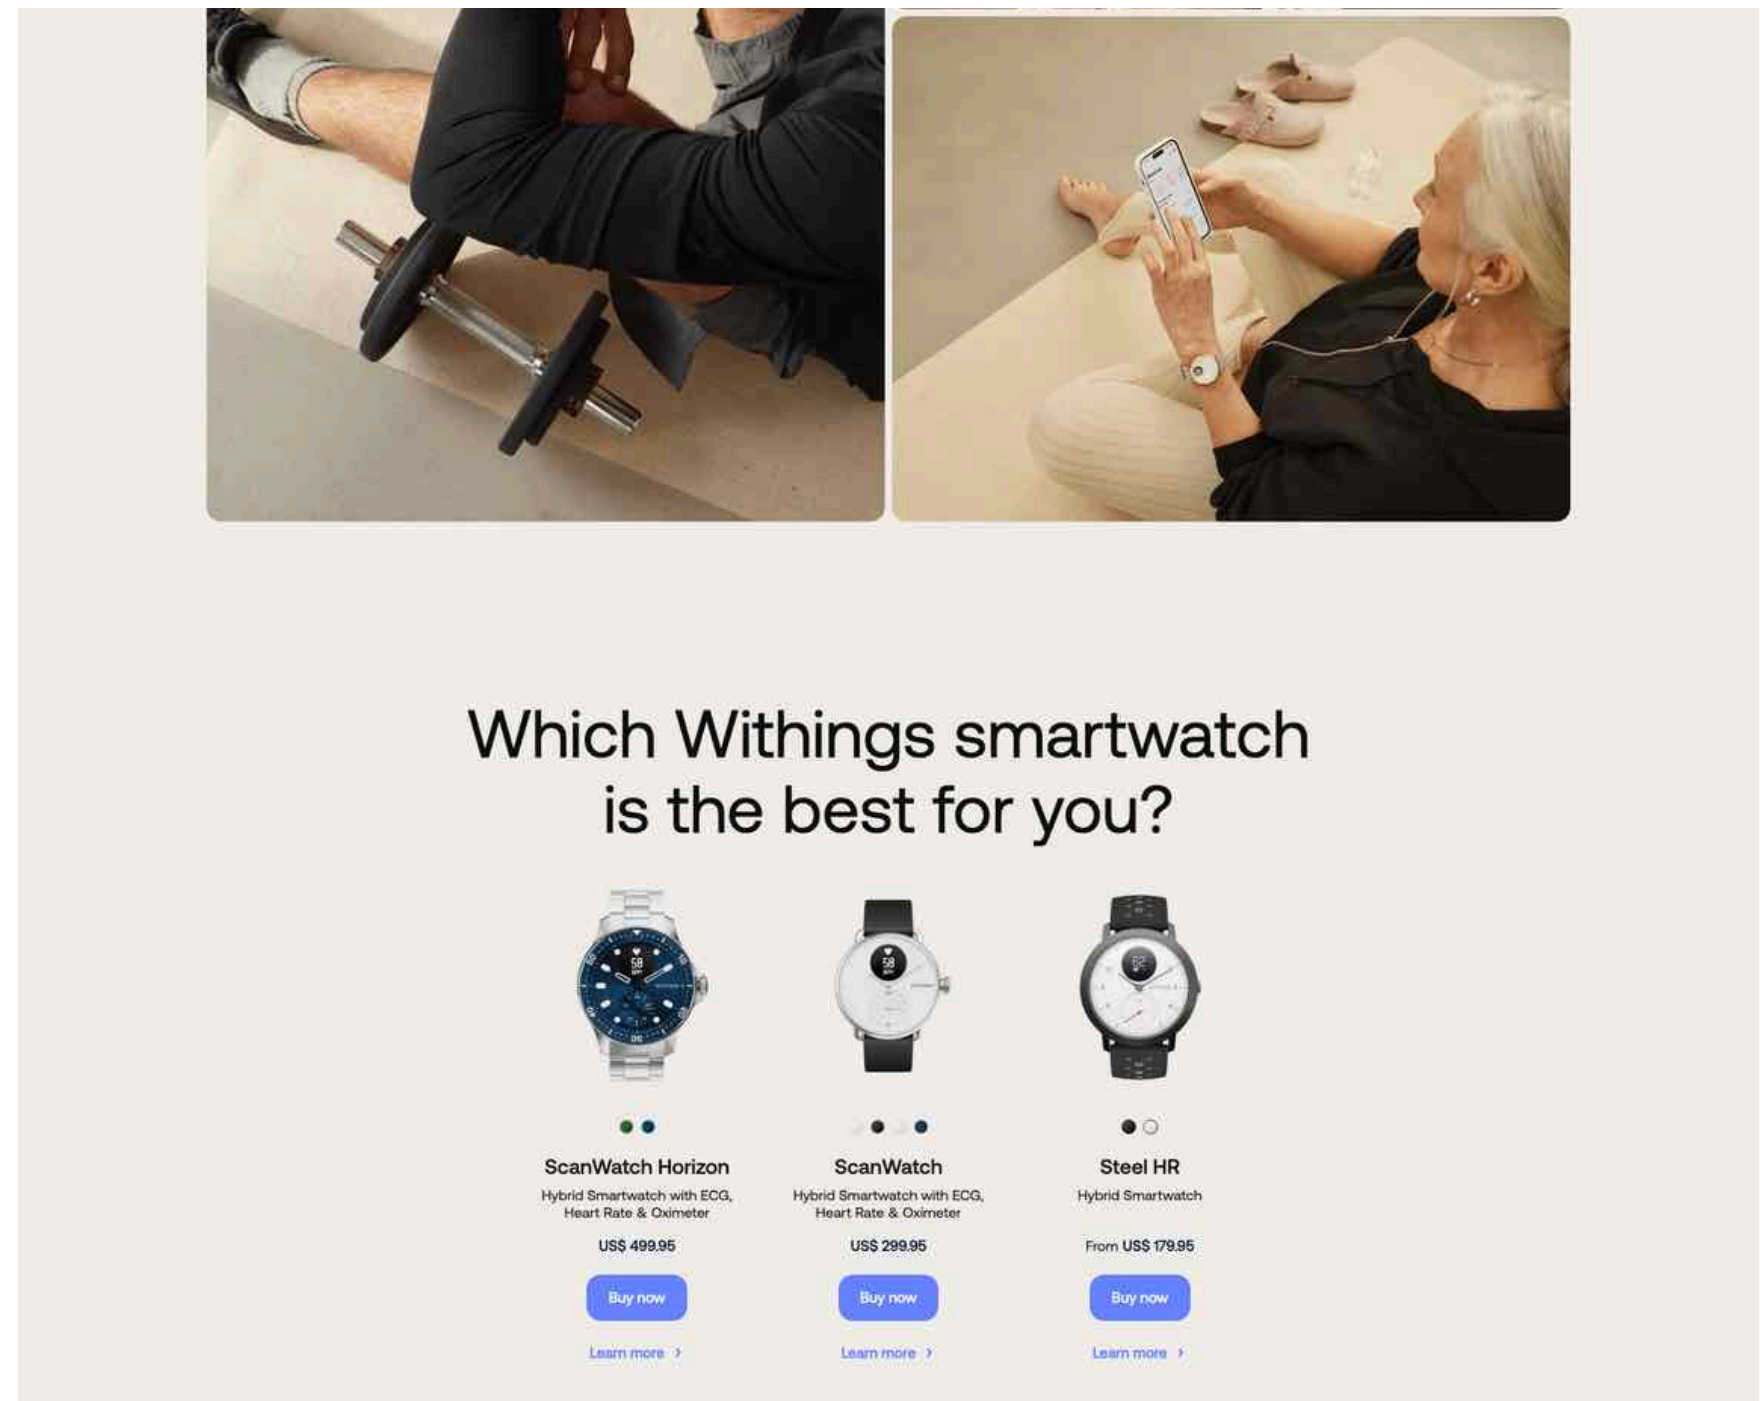 Which Withings smartwatch
is the best for you?
58
58
ScanWatch Horizon
Hybrid Smartwatch with ECG,
Heart Rate & Oximeter
US$ 499.95
Buy now
Learn more
ScanWatch
Hybrid Smartwatch with ECG,
Heart Rate & Oximeter
US$ 299.95
Buy now
Learn more
Steel HR
Hybrid Smartwatch
From US$ 179.95
Buy now
Learn more